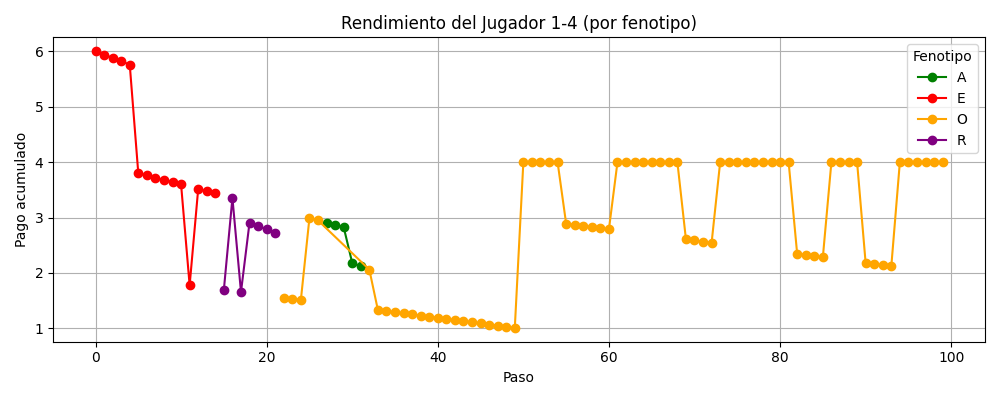 Rendimiento del Jugador 1-4 (por fenotipo)
Fenotipo
A
E
O
R
Pago acumulado
6
5
4
3
2
1
0
20
40
60
80
100
Paso